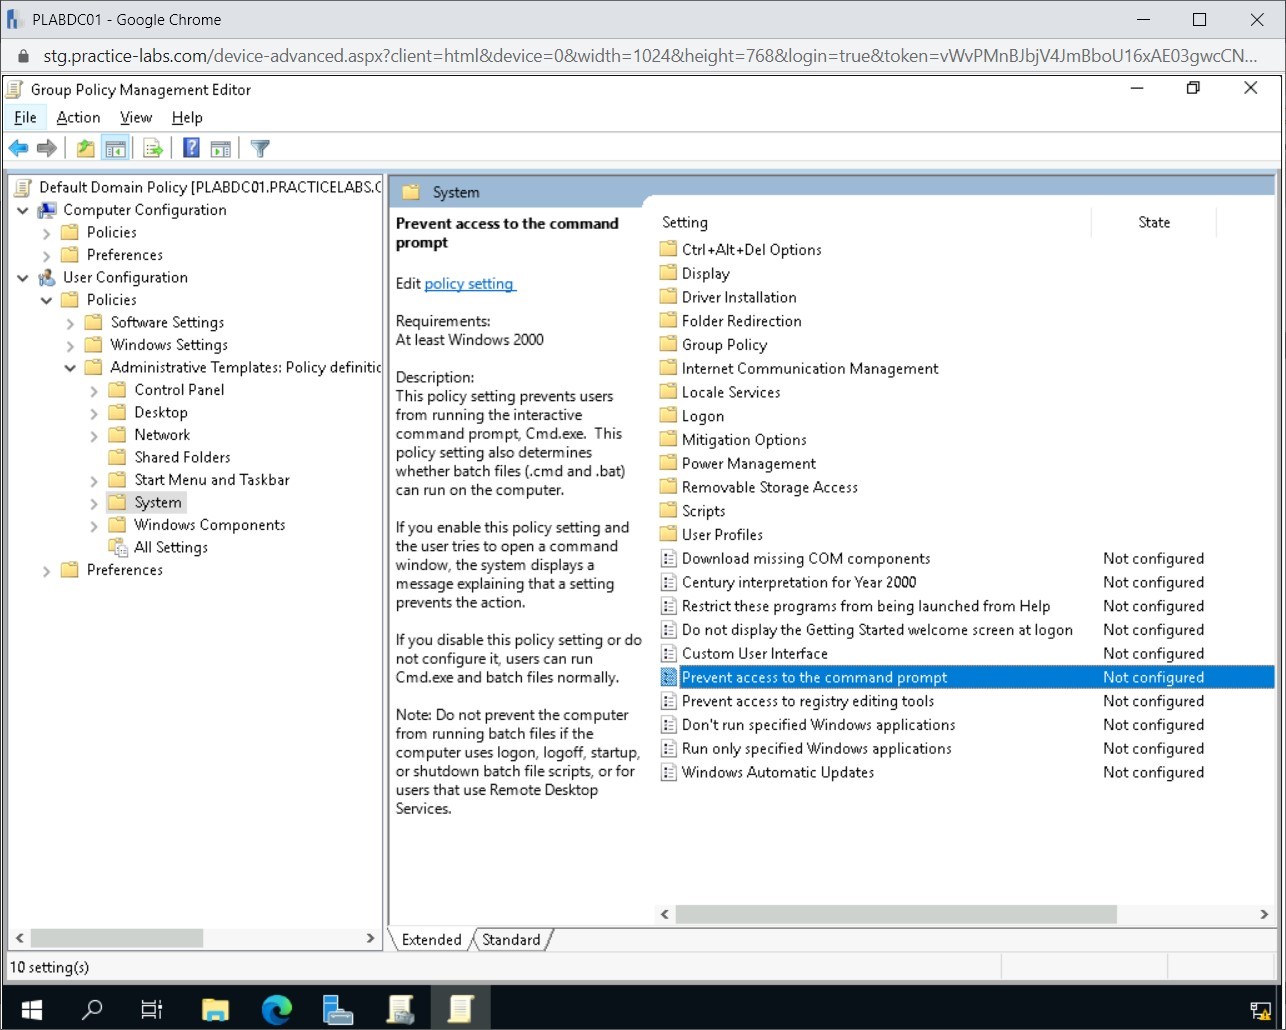 PLABDC01 - Google Chrome
stg.practice-labs.com/device-advanced.aspx?client=html&device=0&width=1024&height=768&login=true&token=vWvPMnBJbjV4JmBboU16xAE03gwcCN...
Group Policy Management Editor
File Action View Help
Default Domain Policy [PLABDC01.PRACTICELABS.C
Computer Configuration
Policies
Preferences
User Configuration
Policies
Software Settings
Windows Settings
Administrative Templates: Policy definitic
Control Panel
Desktop
Network
Shared Folders
Start Menu and Taskbar
System
Windows Components
All Settings
Preferences
System
Prevent access to the command
prompt
Edit policy setting
Requirements:
At least Windows 2000
Description:
This policy setting prevents users
from running the interactive
command prompt, Cmd.exe. This
policy setting also determines
whether batch files (.cmd and .bat)
can run on the computer.
If you enable this policy setting and
the user tries to open a command
window, the system displays a
message explaining that a setting
prevents the action.
If you disable this policy setting or do
not configure it, users can run
Cmd.exe and batch files normally.
Note: Do not prevent the computer
from running batch files if the
computer uses logon, logoff, startup,
or shutdown batch file scripts, or for
users that use Remote Desktop
Services.
Setting State
Ctrl+Alt+Del Options
Display
Driver Installation
Folder Redirection
Group Policy
Internet Communication Management
Locale Services
Logon
Mitigation Options
Power Management
Removable Storage Access
Scripts
User Profiles
Download missing COM components Not configured
Century interpretation for Year 2000 Not configured
Restrict these programs from being launched from Help Not configured
Do not display the Getting Started welcome screen at logon Not configured
Custom User Interface Not configured
Prevent access to the command prompt Not configured
Prevent access to registry editing tools Not configured
Don't run specified Windows applications Not configured
Run only specified Windows applications Not configured
Windows Automatic Updates Not configured
Extended Standard
10 setting(s)